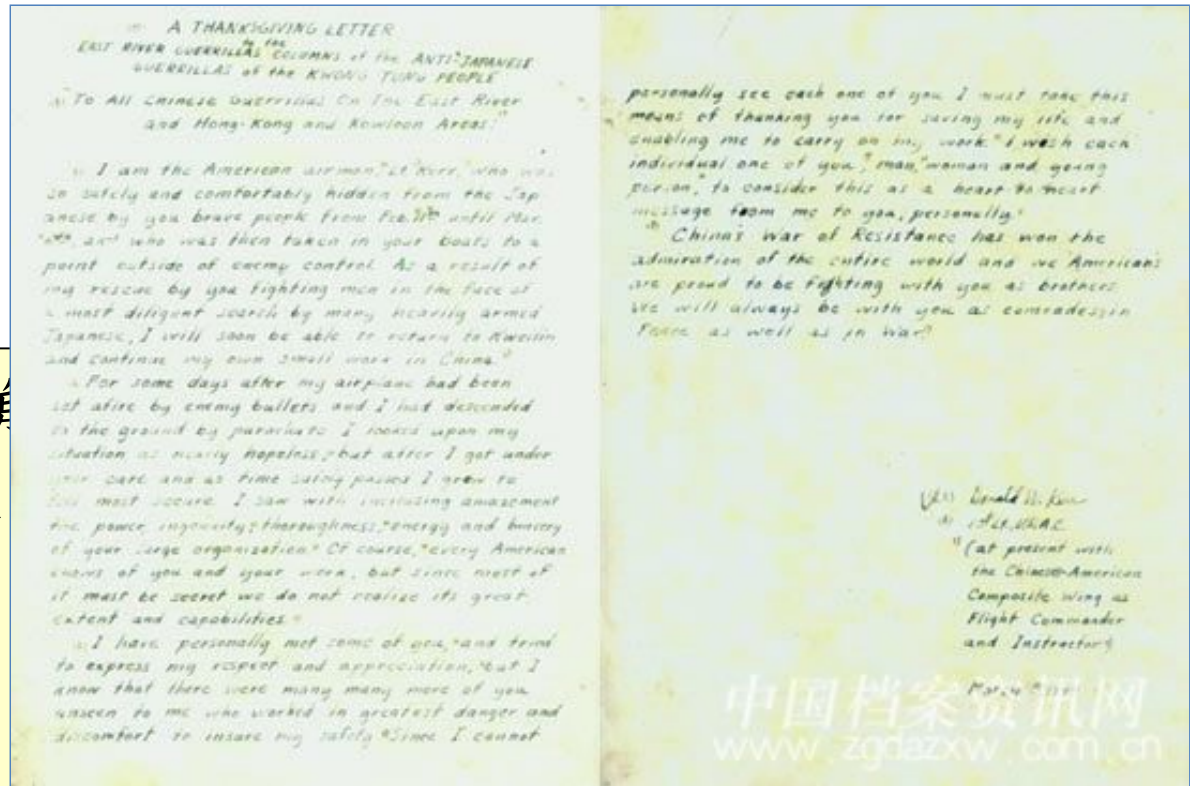 A THANKSGIVING LETTER
to the
EAST RIVER GUERRILLAS COLUMNS of the ANTI-JAPANESE
GUERRILLAS of the KWONG TUNG PEOPLE
"To All Chinese Guerrillas On The East River
and Hong-Kong and Kowloon Areas:"
I am the American airman, "Lt Kerr," who was
so safely and comfortably hidden from the Jap
anese by you brave people from Feb. until Mar.
and who was then taken in your boats to a
point outside of enemy control. As a result of
my rescue by you fighting men in the face of
a most diligent search by many heavily armed
Japanese, I will soon be able to return to Kweilin
and continue my own small work in China."
For some days after my airplane had been
set afire by enemy bullets and I had descended
to the ground by parachute I looked upon my
situation as nearly hopeless; but after I got under
your care and as time safely passed I grew to
feel most secure. I saw with increasing amazement
the power, ingenuity, thoroughness, energy and bravery
of your large organization. Of course, "every American
knows of you and your work, but since most of
it must be secret we do not realize its great
extent and capabilities."
I have personally met some of you, "and tried
to express my respect and appreciation, "but I
know that there were many many more of you
unseen to me who worked in greatest danger and
discomfort to insure my safety. "Since I cannot
personally see each one of you I must take this
means of thanking you for saving my life and
enabling me to carry on my work. "I wish each
individual one of you, "man, "woman and young
person, "to consider this as a heart to heart
message from me to you, personally."
China's War of Resistance has won the
admiration of the entire world and we Americans
are proud to be fighting with you as brothers
We will always be with you as comrades in
Peace as well as in War."
Donald W. Kerr
"(at present with
the Chinese-American
Composite Wing as
Flight Commander
and Instructor)
中国档案资讯网
www.zgdazxw.com.cn